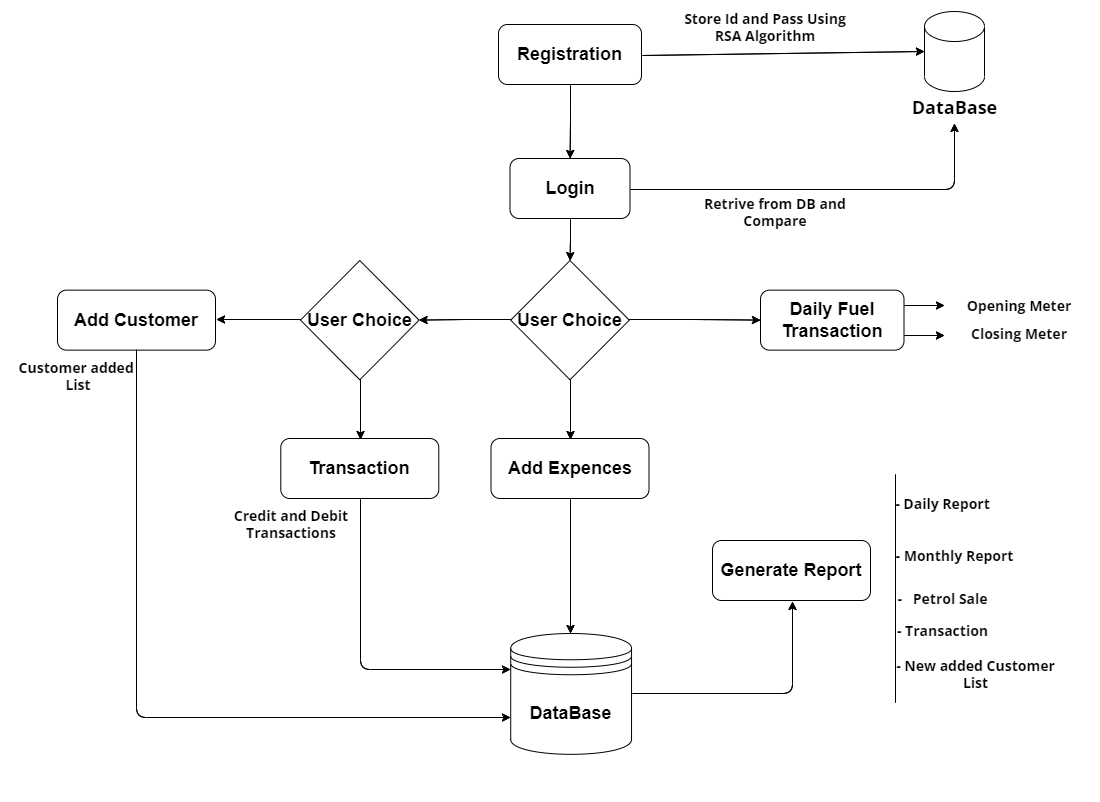 Store Id and Pass Using
RSA Algorithm
Registration
DataBase
Login
Retrive from DB and
Compare
Add Customer
User Choice
User Choice
Daily Fuel
Transaction
Opening Meter
Closing Meter
Customer added
List
Transaction
Add Expences
Credit and Debit
Transactions
Generate Report
- Daily Report
- Monthly Report
- Petrol Sale
- Transaction
- New added Customer
List
DataBase